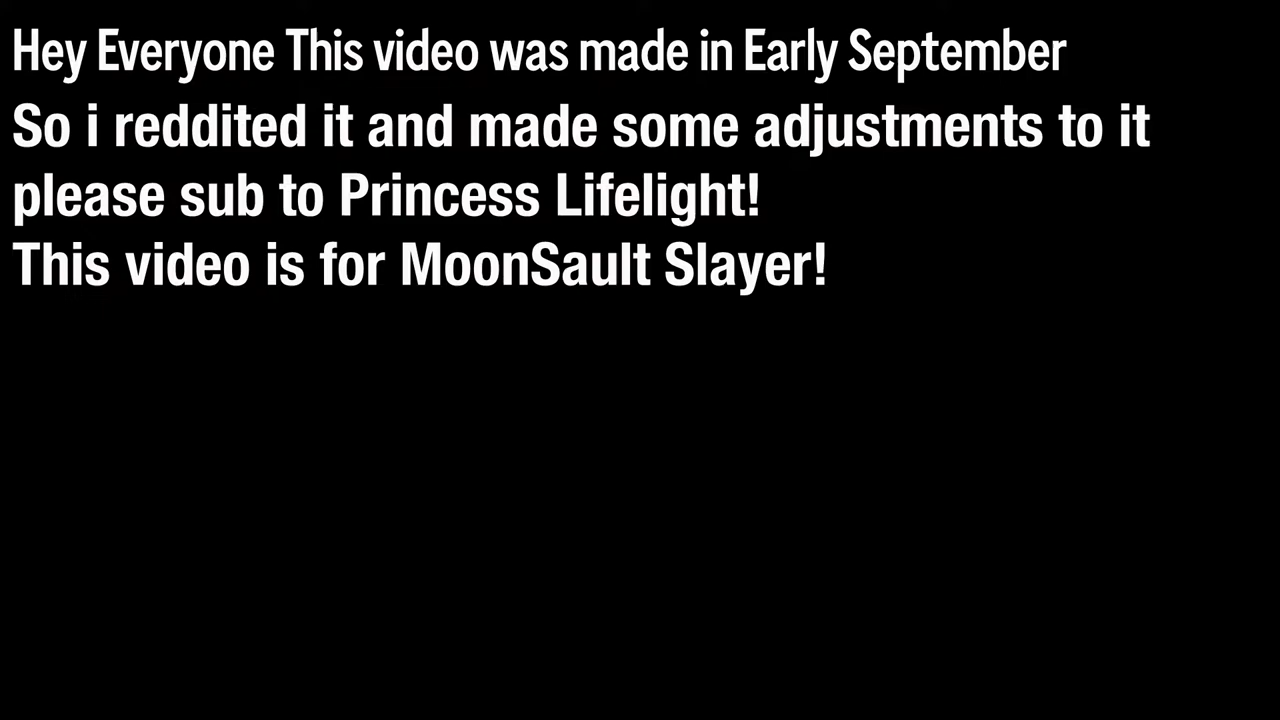 Hey Everyone This video was made in Early September
So i reddited it and made some adjustments to it
please sub to Princess Lifelight!
This video is for MoonSault Slayer!